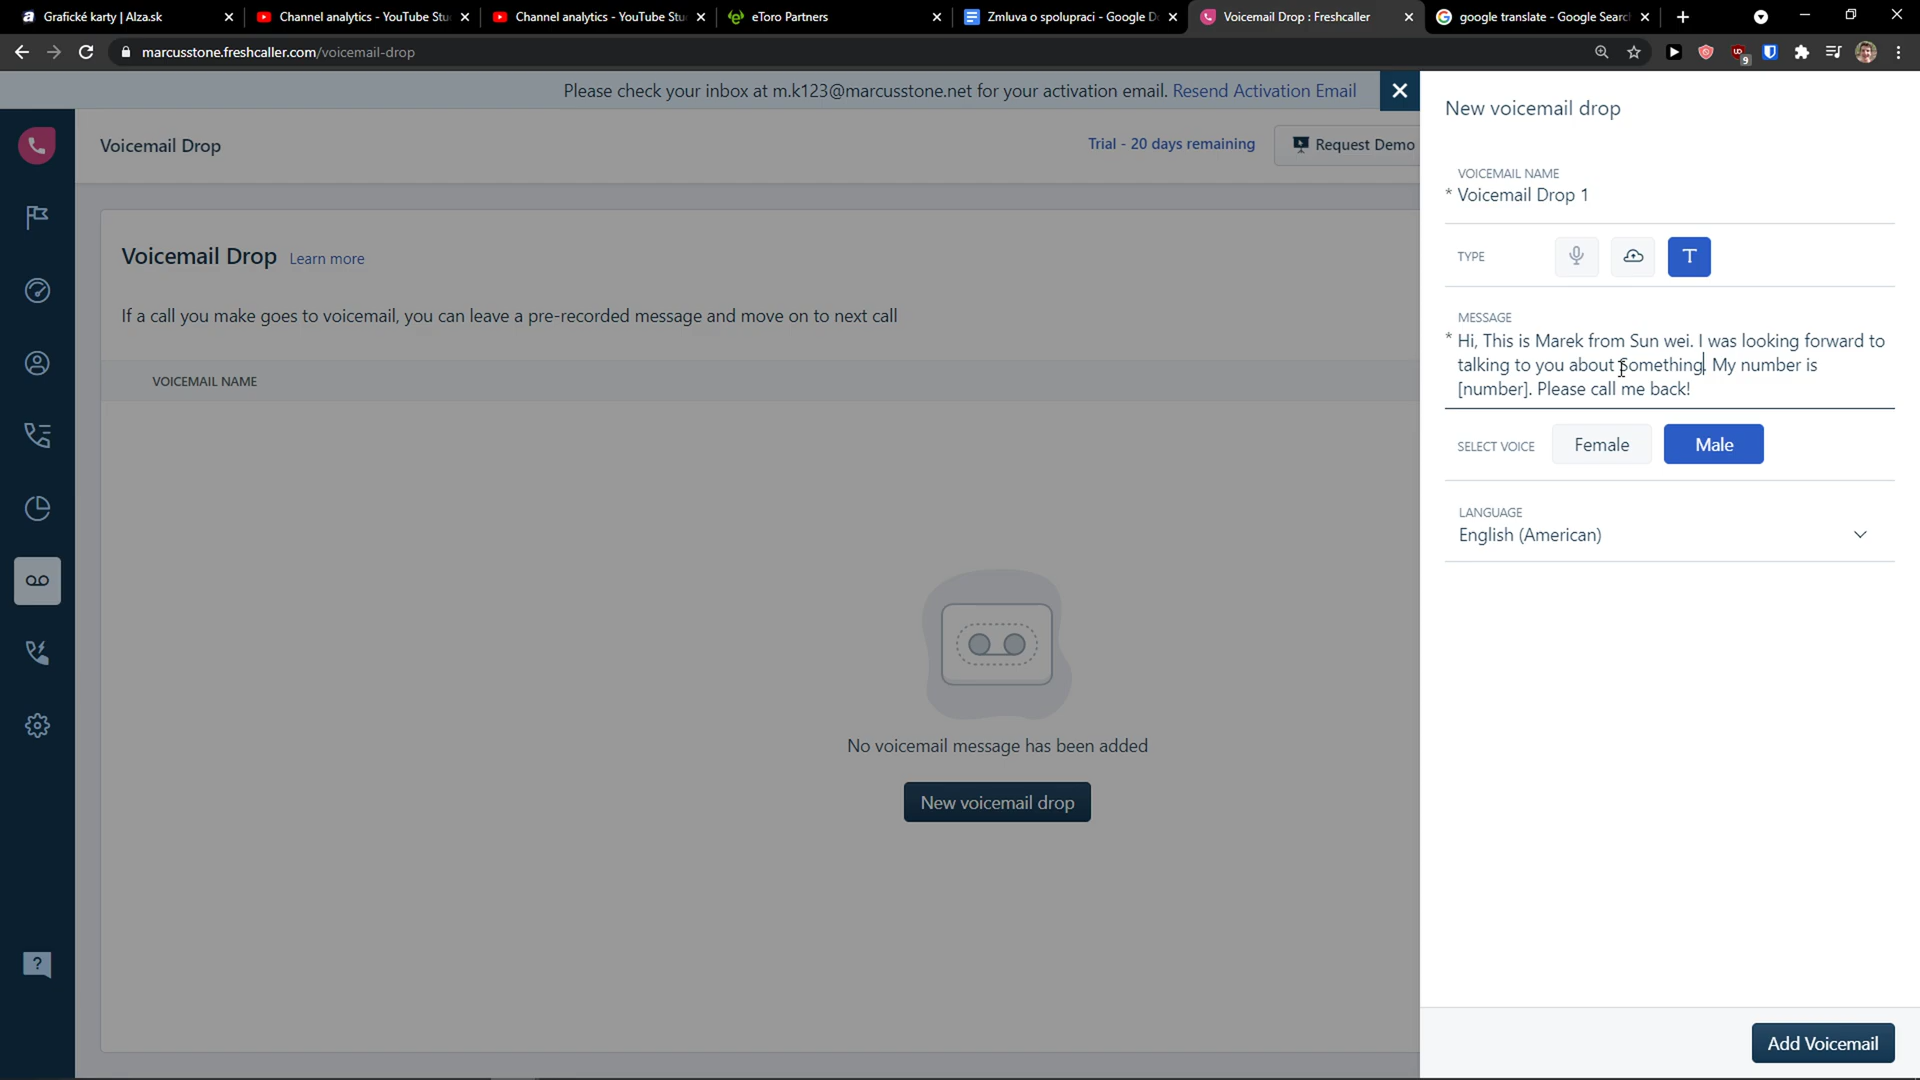 Grafické karty | Alza.sk
Channel analytics - YouTube Stu
Channel analytics - YouTube Stu
eToro Partners
Zmluva o spolupraci - Google D
Voicemail Drop : Freshcaller
google translate - Google Search
marcusstone.freshcaller.com/voicemail-drop
9
Please check your inbox at m.k123@marcusstone.net for your activation email. Resend Activation Email
Voicemail Drop
Trial - 20 days remaining
Request Demo
Voicemail Drop Learn more
If a call you make goes to voicemail, you can leave a pre-recorded message and move on to next call
VOICEMAIL NAME
No voicemail message has been added
New voicemail drop
New voicemail drop
VOICEMAIL NAME
* Voicemail Drop 1
TYPE
T
MESSAGE
* Hi, This is Marek from Sun wei. I was looking forward to
talking to you about Something. My number is
[number]. Please call me back!
SELECT VOICE Female Male
LANGUAGE
English (American)
Add Voicemail